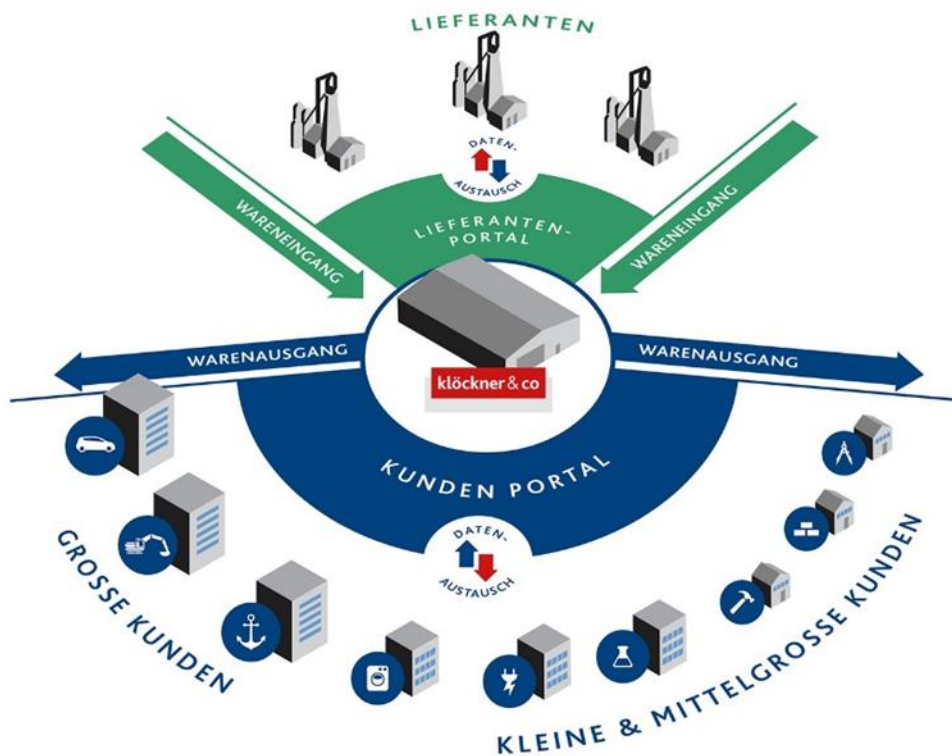 LIEFERANTEN
DATEN-
AUSTAUSCH
LIEFERANTEN-
PORTAL
WARENEINGANG
WARENEINGANG
klöckner & co
WARENAUSGANG
WARENAUSGANG
KUNDEN PORTAL
DATEN-
AUSTAUSCH
GROSSE KUNDEN
KLEINE & MITTELGROSSE KUNDEN